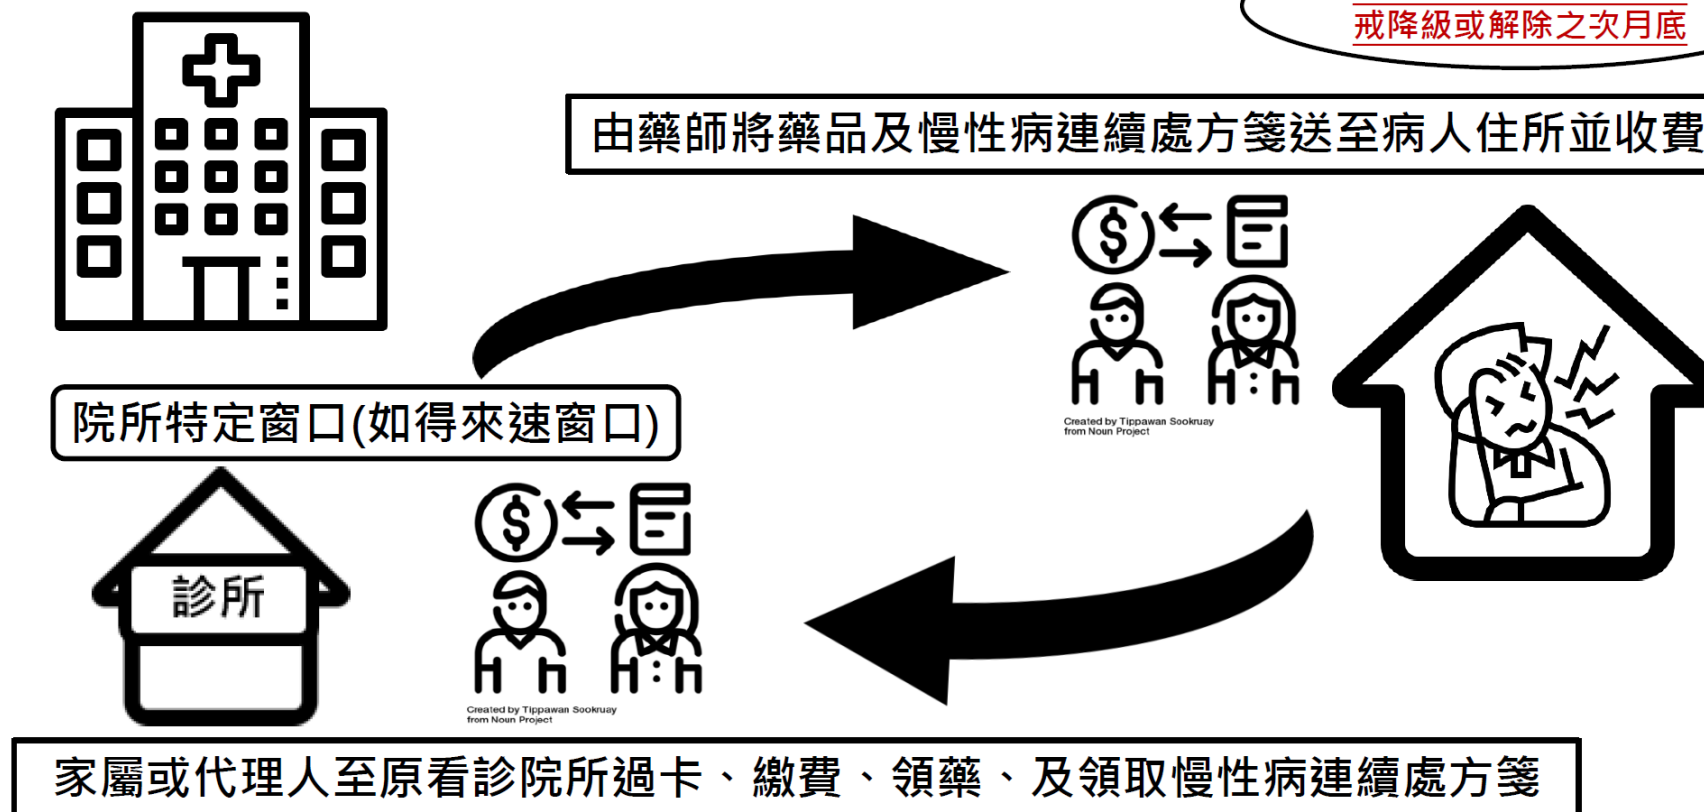 戒降級或解除之次月底
由藥師將藥品及慢性病連續處方箋送至病人住所並收費
Created by Tippawan Sookruay
from Noun Project
院所特定窗口(如得來速窗口)
診所
Created by Tippawan Sookruay
from Noun Project
家屬或代理人至原看診院所過卡、繳費、領藥、及領取慢性病連續處方箋